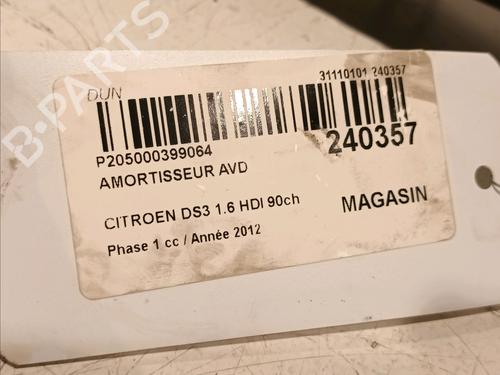 B-PARTS
DUN
31110101 240357
P205000399064
240357
AMORTISSEUR AVD
CITROEN DS3 1.6 HDI 90ch
MAGASIN
Phase 1 cc / Année 2012